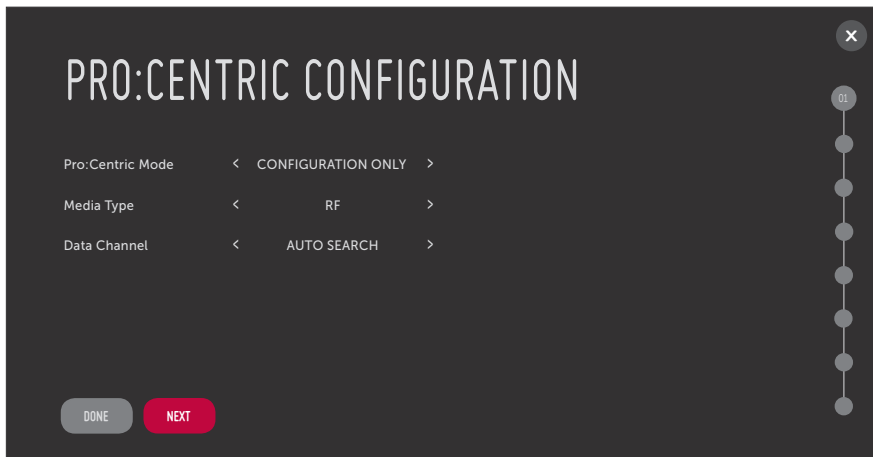 X
PRO:CENTRIC CONFIGURATION
01
Pro:Centric Mode < CONFIGURATION ONLY >
Media Type < RF >
Data Channel < AUTO SEARCH >
DONE NEXT